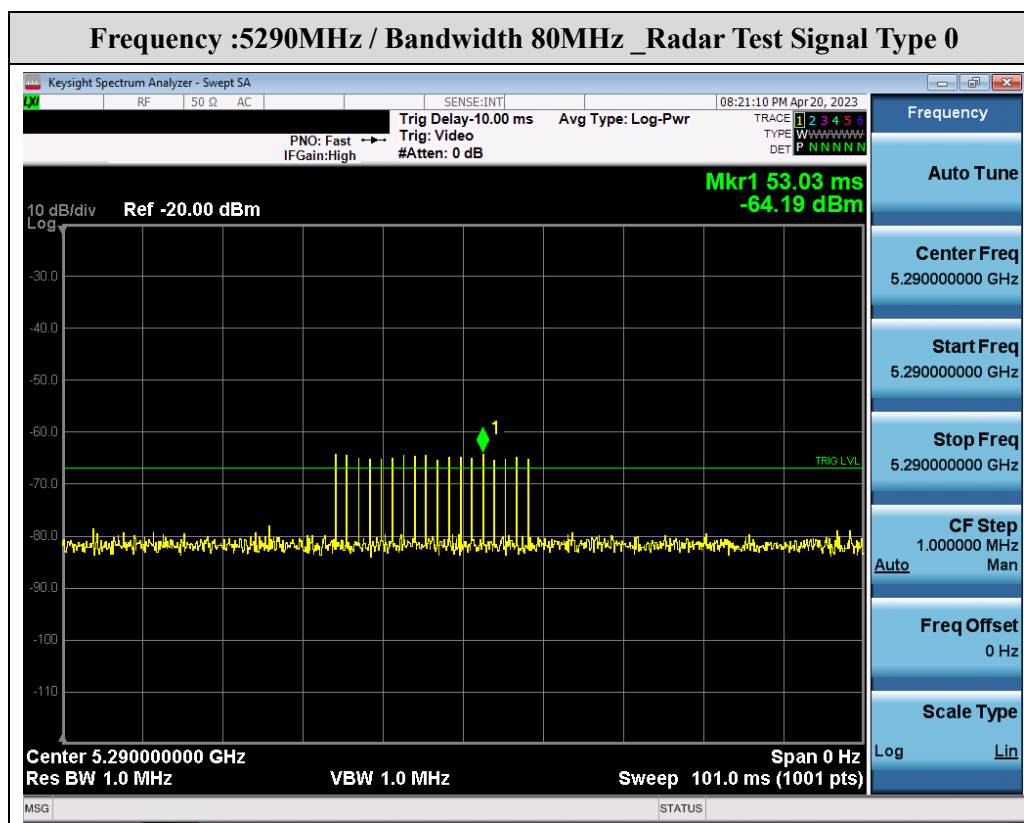 Frequency :5290MHz / Bandwidth 80MHz _Radar Test Signal Type 0
Keysight Spectrum Analyzer - Swept SA
LXI RF 50 Ω AC SENSE:INT 08:21:10 PM Apr 20, 2023
Trig Delay-10.00 ms Avg Type: Log-Pwr TRACE 1 2 3 4 5 6
PNO: Fast Trig: Video TYPE WWWWWW
IFGain:High #Atten: 0 dB DET P N N N N N
Mkr1 53.03 ms
-64.19 dBm
10 dB/div Ref -20.00 dBm
Log
-30.0
-40.0
-50.0
-60.0
1
TRIG LVL
-70.0
-80.0
-90.0
-100
-110
Center 5.290000000 GHz Span 0 Hz
Res BW 1.0 MHz VBW 1.0 MHz Sweep 101.0 ms (1001 pts)
MSG STATUS
Frequency
Auto Tune
Center Freq
5.290000000 GHz
Start Freq
5.290000000 GHz
Stop Freq
5.290000000 GHz
CF Step
1.000000 MHz
Auto Man
Freq Offset
0 Hz
Scale Type
Log Lin